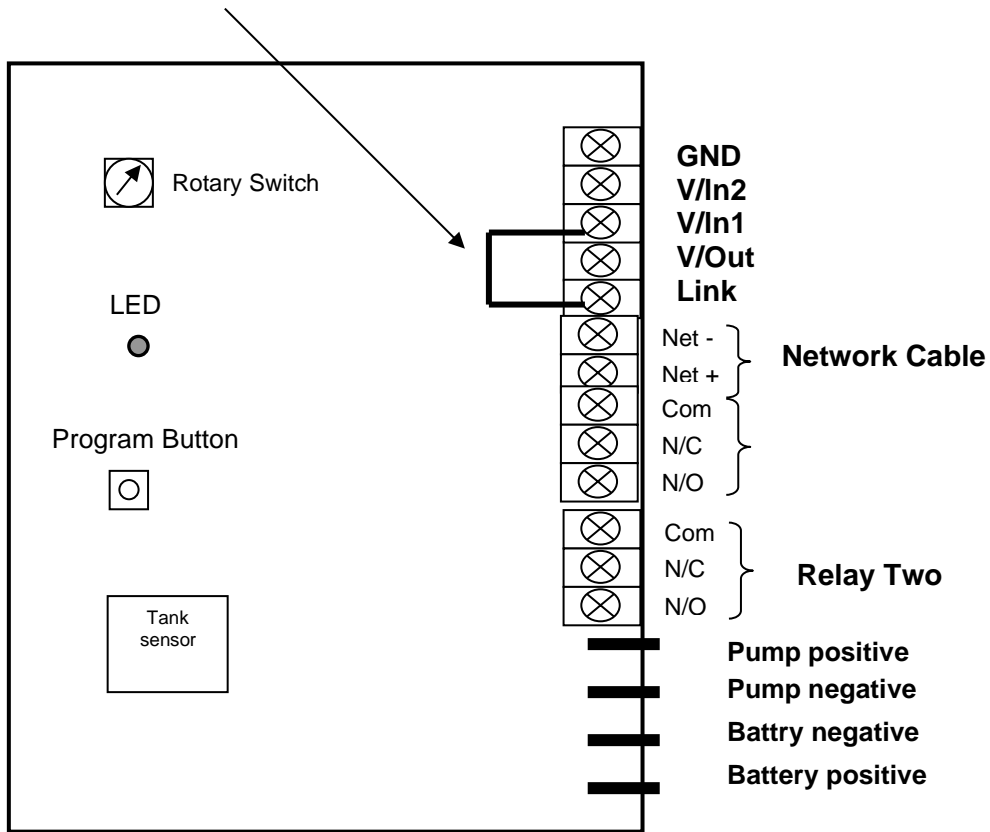 Rotary Switch
LED
Program Button
Tank
sensor
GND
V/In2
V/In1
V/Out
Link
Net -
Net +
Network Cable
Com
N/C
N/O
Com
N/C
N/O
Relay Two
Pump positive
Pump negative
Battry negative
Battery positive